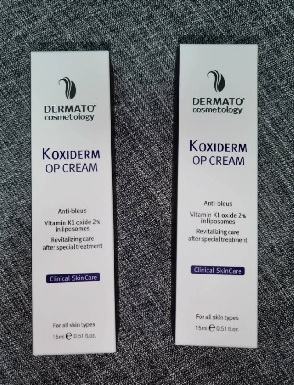 DERMATO
cosmetology
KOXIDERM
OP CREAM
Anti-bleus
Vitamin K1 oxide 2%
in liposomes
Revitalizing care
after special treatment
Clinical SkinCare
For all skin types
15ml e 0.51 fl.oz.
DERMATO
cosmetology
KOXIDERM
OP CREAM
Anti-bleus
Vitamin K1 oxide 2%
in liposomes
Revitalizing care
after special treatment
Clinical SkinCare
For all skin types
15ml e 0.51 fl.oz.